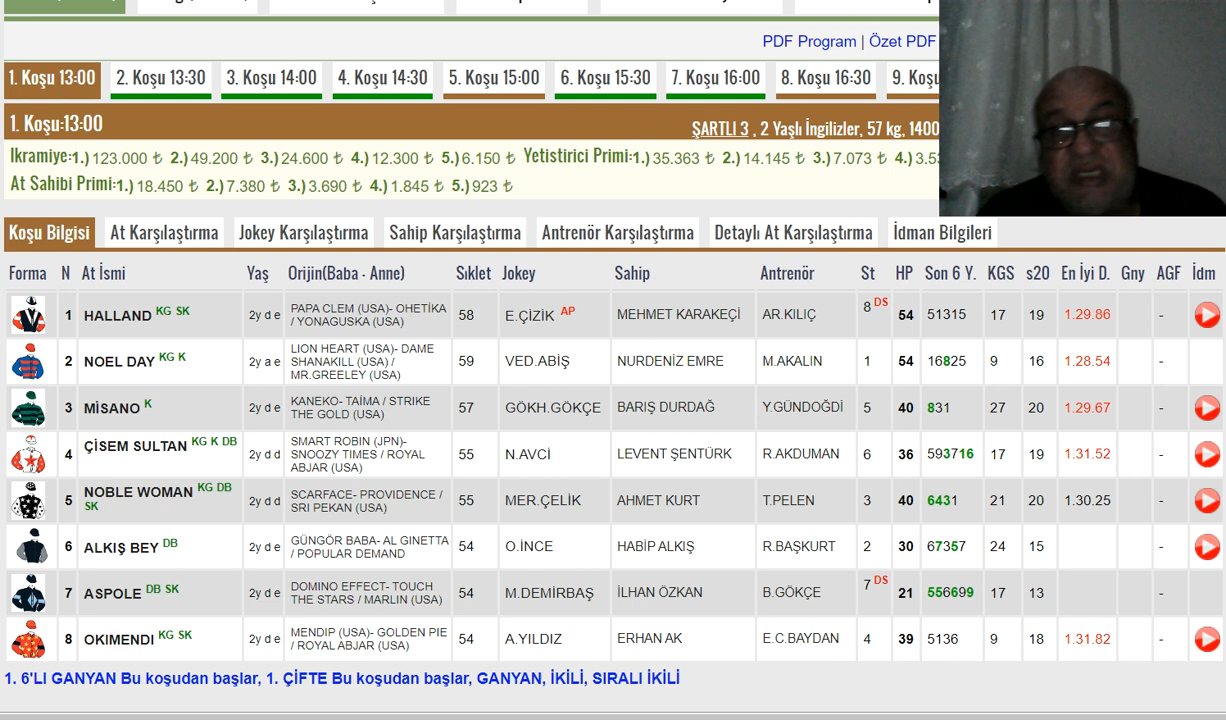 PDF Program | Özet PDF
1. Koşu 13:00 2. Koşu 13:30 3. Koşu 14:00 4. Koşu 14:30 5. Koşu 15:00 6. Koşu 15:30 7. Koşu 16:00 8. Koşu 16:30 9. Koşu
1. Koşu:13:00 ŞARTLI 3 , 2 Yaşlı İngilizler, 57 kg, 1400
Ikramiye:1.) 123.000 ₺ 2.) 49.200 ₺ 3.) 24.600 ₺ 4.) 12.300 ₺ 5.) 6.150 ₺ Yetistirici Primi:1.) 35.363 ₺ 2.) 14.145 ₺ 3.) 7.073 ₺ 4.) 3.53
At Sahibi Primi:1.) 18.450 ₺ 2.) 7.380 ₺ 3.) 3.690 ₺ 4.) 1.845 ₺ 5.) 923 ₺
Koşu Bilgisi At Karşılaştırma Jokey Karşılaştırma Sahip Karşılaştırma Antrenör Karşılaştırma Detaylı At Karşılaştırma İdman Bilgileri
Forma N At İsmi Yaş Orijin(Baba - Anne) Sıklet Jokey Sahip Antrenör St HP Son 6 Y. KGS s20 En İyi D. Gny AGF İdm
1 HALLAND KG SK 2y d e PAPA CLEM (USA)- OHETİKA / YONAGUSKA (USA) 58 E.ÇİZİK AP MEHMET KARAKEÇİ AR.KILIÇ 8 DS 54 51315 17 19 1.29.86 -
2 NOEL DAY KG K 2y a e LION HEART (USA)- DAME SHANAKILL (USA) / MR.GREELEY (USA) 59 VED.ABİŞ NURDENİZ EMRE M.AKALIN 1 54 16825 9 16 1.28.54 -
3 MİSANO K 2y d e KANEKO- TAİMA / STRIKE THE GOLD (USA) 57 GÖKH.GÖKÇE BARIŞ DURDAĞ Y.GÜNDOĞDİ 5 40 831 27 20 1.29.67 -
4 ÇİSEM SULTAN KG K DB 2y d d SMART ROBIN (JPN)- SNOOZY TIMES / ROYAL ABJAR (USA) 55 N.AVCİ LEVENT ŞENTÜRK R.AKDUMAN 6 36 593716 17 19 1.31.52 -
5 NOBLE WOMAN KG DB SK 2y d d SCARFACE- PROVIDENCE / SRI PEKAN (USA) 55 MER.ÇELİK AHMET KURT T.PELEN 3 40 6431 21 20 1.30.25 -
6 ALKIŞ BEY DB 2y d e GÜNGÖR BABA- AL GINETTA / POPULAR DEMAND 54 O.İNCE HABİP ALKIŞ R.BAŞKURT 2 30 67357 24 15 -
7 ASPOLE DB SK 2y d e DOMINO EFFECT- TOUCH THE STARS / MARLIN (USA) 54 M.DEMİRBAŞ İLHAN ÖZKAN B.GÖKÇE 7 DS 21 556699 17 13 -
8 OKIMENDI KG SK 2y d e MENDIP (USA)- GOLDEN PIE / ROYAL ABJAR (USA) 54 A.YILDIZ ERHAN AK E.C.BAYDAN 4 39 5136 9 18 1.31.82 -
1. 6'LI GANYAN Bu koşudan başlar, 1. ÇİFTE Bu koşudan başlar, GANYAN, İKİLİ, SIRALI İKİLİ